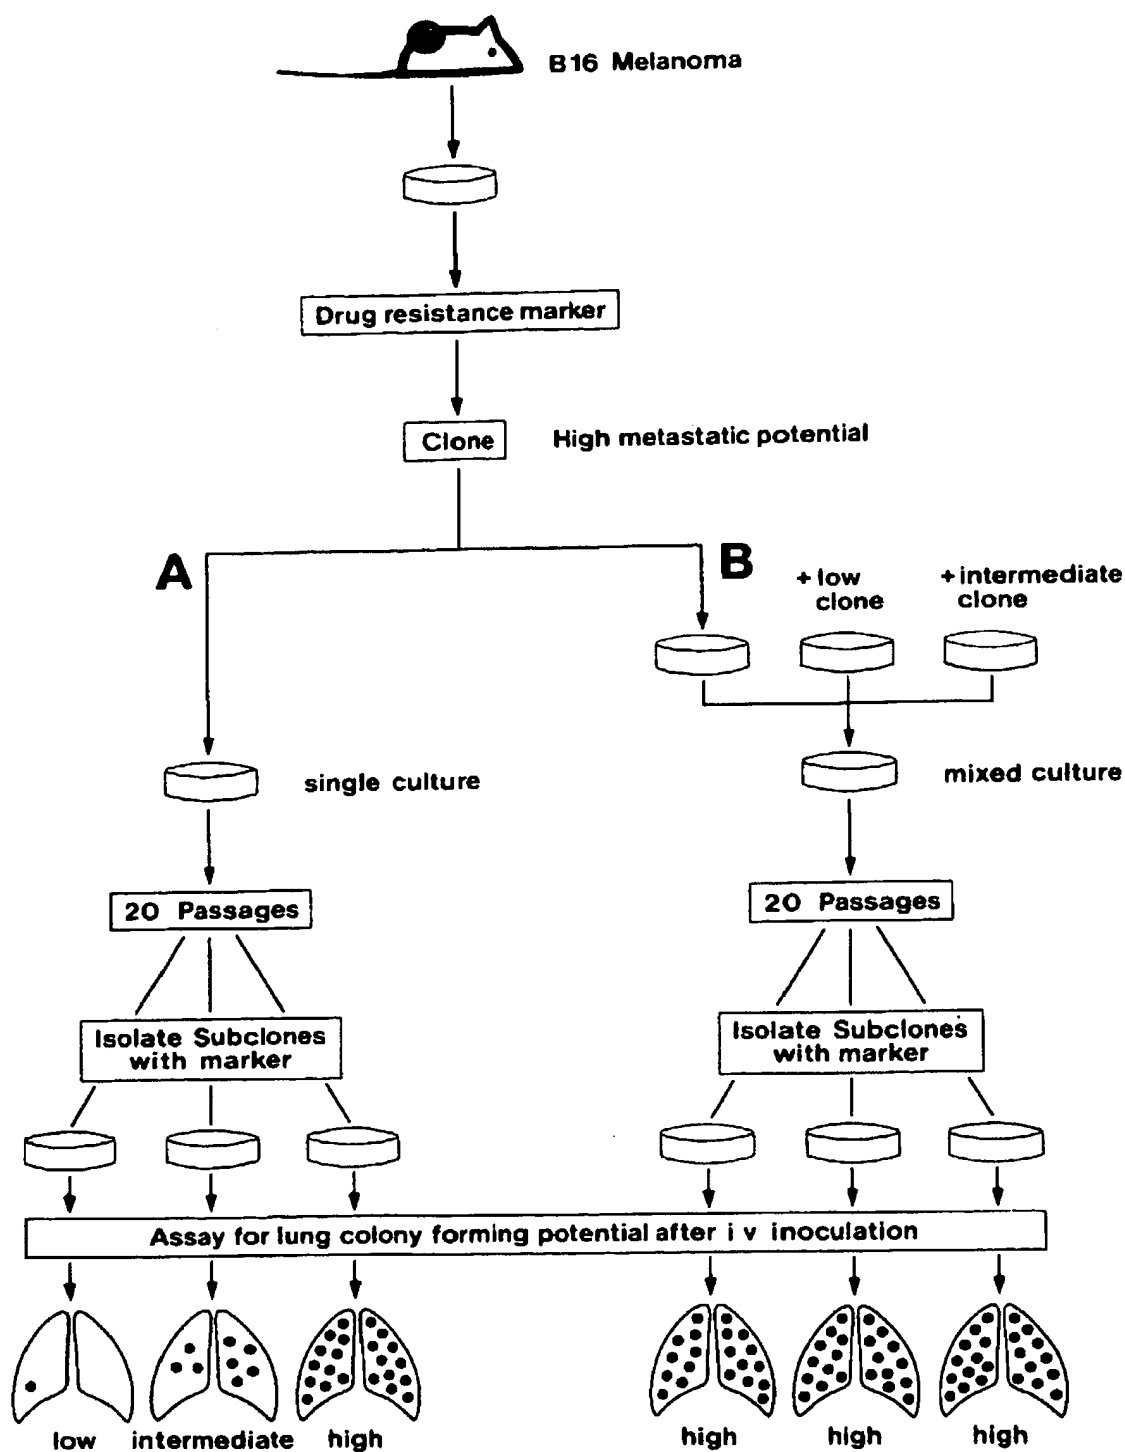 B16 Melanoma
Drug resistance marker
Clone
High metastatic potential
A
B
+ low
clone
+ intermediate
clone
single culture
mixed culture
20 Passages
20 Passages
Isolate Subclones
with marker
Isolate Subclones
with marker
Assay for lung colony forming potential after i v inoculation
low
intermediate
high
high
high
high